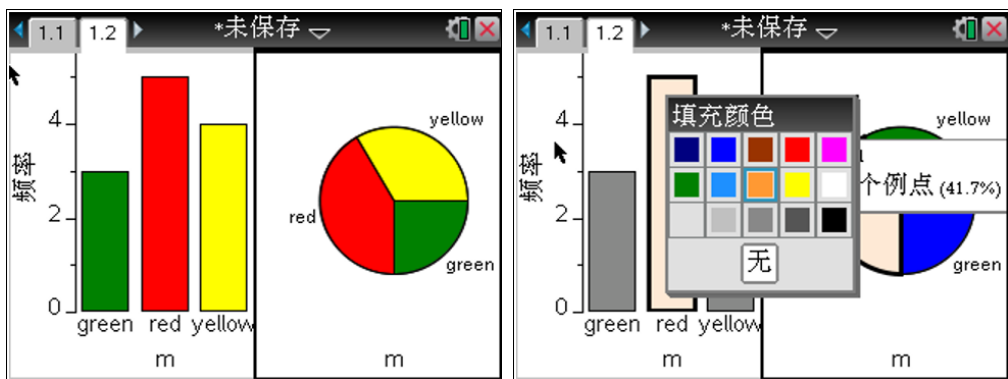 1.1 1.2 *未保存
4
2
0
频率
green red yellow
m
yellow
red
green
m
1.1 1.2 *未保存
4
2
0
频率
green red yellow
m
填充颜色
无
yellow
个例点 (41.7%)
green
m